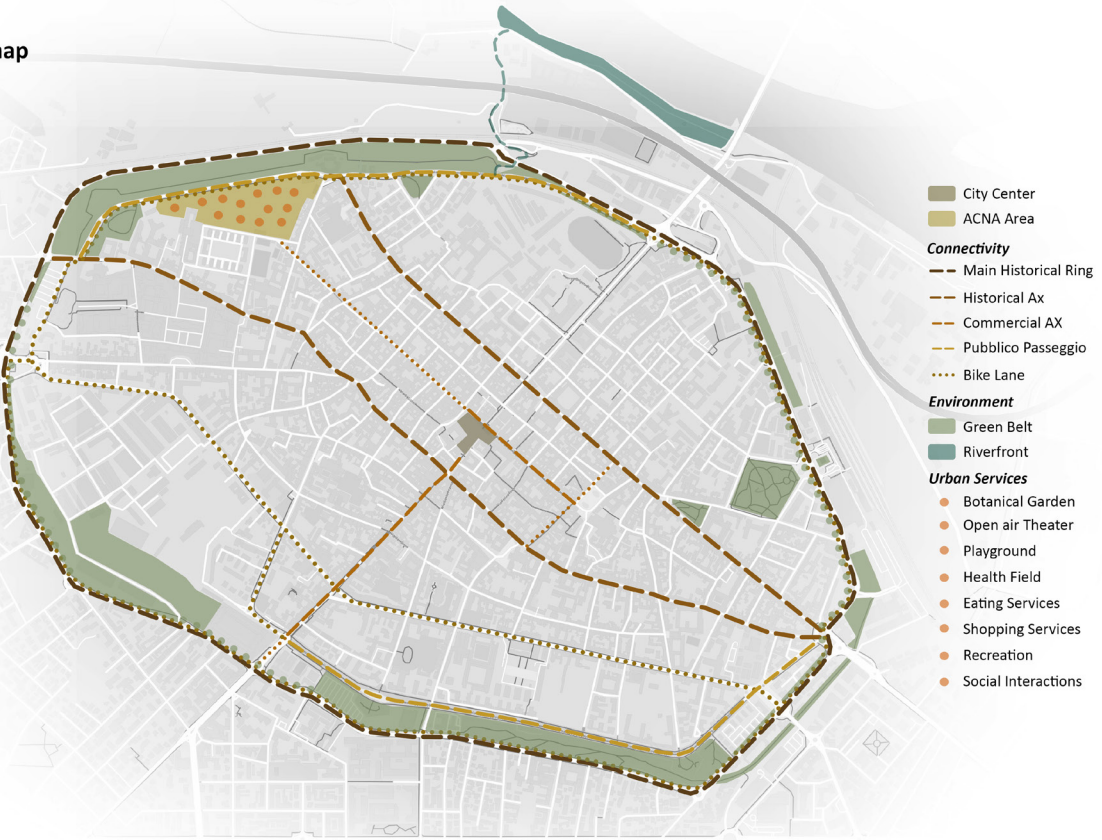 City Center
ACNA Area
Connectivity
Main Historical Ring
Historical Ax
Commercial AX
Pubblico Passeggio
Bike Lane
Environment
Green Belt
Riverfront
Urban Services
Botanical Garden
Open air Theater
Playground
Health Field
Eating Services
Shopping Services
Recreation
Social Interactions